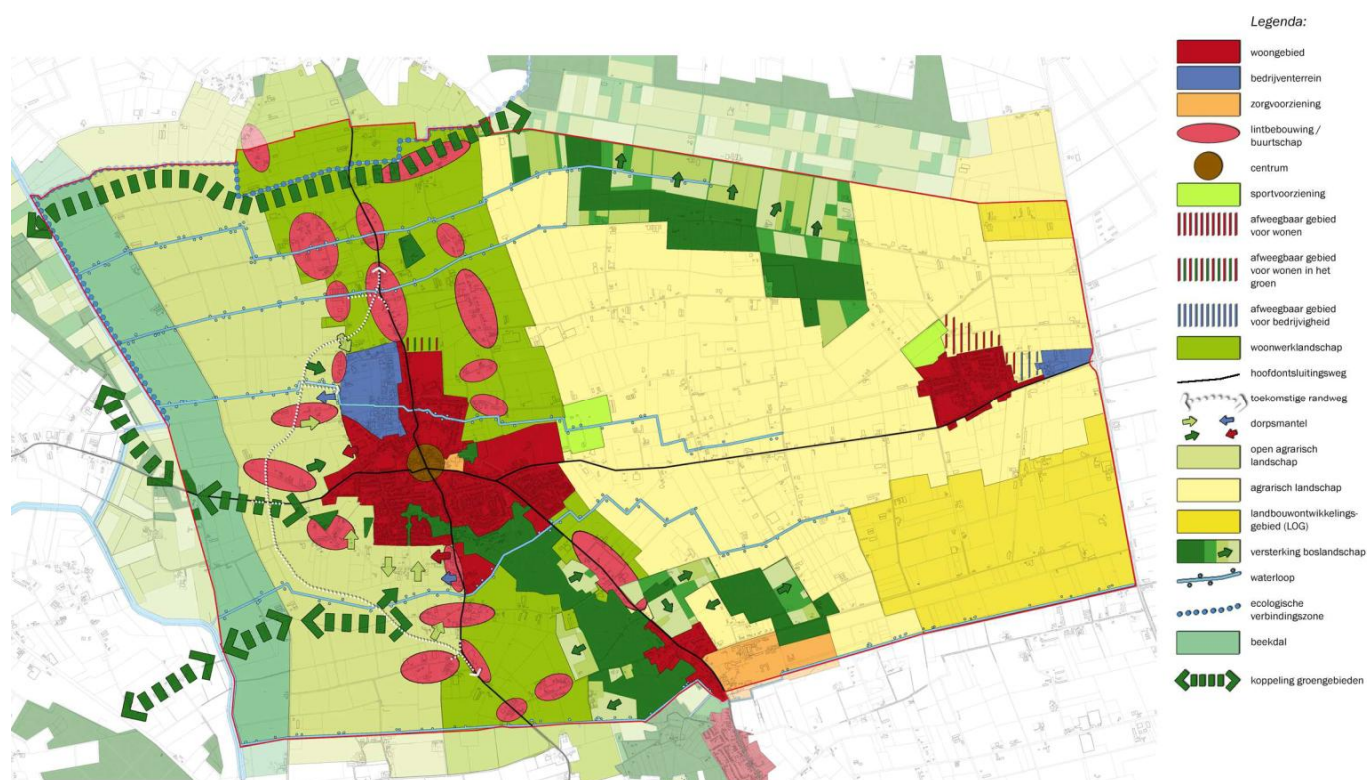 Legenda:
woongebied
bedrijventerrein
zorgvoorziening
lintbebouwing /
buurtschap
centrum
sportvoorziening
afweegbaar gebied
voor wonen
afweegbaar gebied
voor wonen in het
groen
afweegbaar gebied
voor bedrijvigheid
woonwerklandschap
hoofdontsluitingsweg
toekomstige randweg
dorpsmantel
open agrarisch
landschap
agrarisch landschap
landbouwontwikkelings-
gebied (LOG)
versterking boslandschap
waterloop
ecologische
verbindingszone
beekdal
koppeling groengebieden